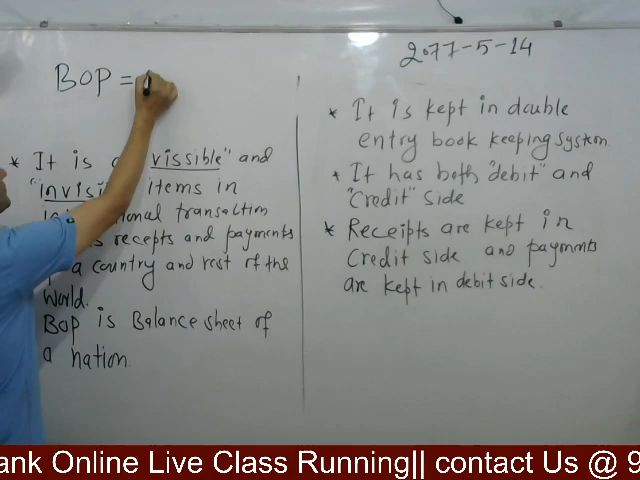 2077-5-14
BOP =
* It is a "vissible" and
"invisi items in
ional transaction
recepts and payments
a country and rest of the
World.
BOP is Balance sheet of
a nation
* It is kept in double
entry book keeping system
* It has both "debit" and
"Credit" side
* Receipts are kept in
Credit side and paymnts
are kept in debit side.
ank Online Live Class Running|| contact Us @ 9